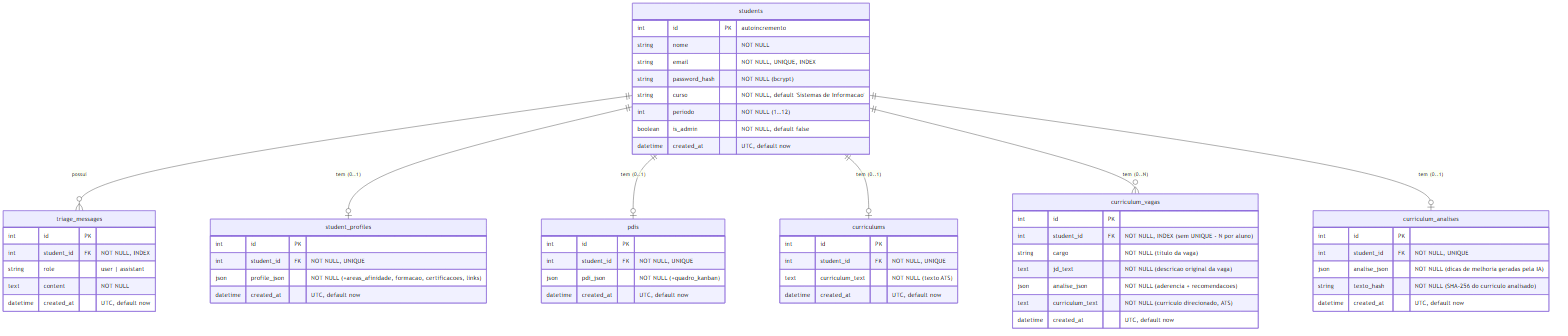 students
int id PK autoincremento
string nome NOT NULL
string email NOT NULL, UNIQUE, INDEX
string password_hash NOT NULL (bcrypt)
string curso NOT NULL, default 'Sistemas de Informacao
int periodo NOT NULL (1..12)
boolean is_admin NOT NULL, default false
datetime created_at UTC, default now
possui
tem (0..1)
tem (0..1)
tem (0..1)
tem (0..N)
tem (0..1)
triage_messages
int id PK
int student_id FK NOT NULL, INDEX
string role user | assistant
text content NOT NULL
datetime created_at UTC, default now
student_profiles
int id PK
int student_id FK NOT NULL, UNIQUE
json profile_json NOT NULL (+areas_afinidade, formacao, certificacoes, links)
datetime created_at UTC, default now
pdis
int id PK
int student_id FK NOT NULL, UNIQUE
json pdi_json NOT NULL (+quadro_kanban)
datetime created_at UTC, default now
curriculums
int id PK
int student_id FK NOT NULL, UNIQUE
text curriculum_text NOT NULL (texto ATS)
datetime created_at UTC, default now
curriculum_vagas
int id PK
int student_id FK NOT NULL, INDEX (sem UNIQUE - N por aluno)
string cargo NOT NULL (titulo da vaga)
text jd_text NOT NULL (descricao original da vaga)
json analise_json NOT NULL (aderencia + recomendacoes)
text curriculum_text NOT NULL (curriculo direcionado, ATS)
datetime created_at UTC, default now
curriculum_analises
int id PK
int student_id FK NOT NULL, UNIQUE
json analise_json NOT NULL (dicas de melhoria geradas pela IA)
string texto_hash NOT NULL (SHA-256 do curriculo analisado)
datetime created_at UTC, default now